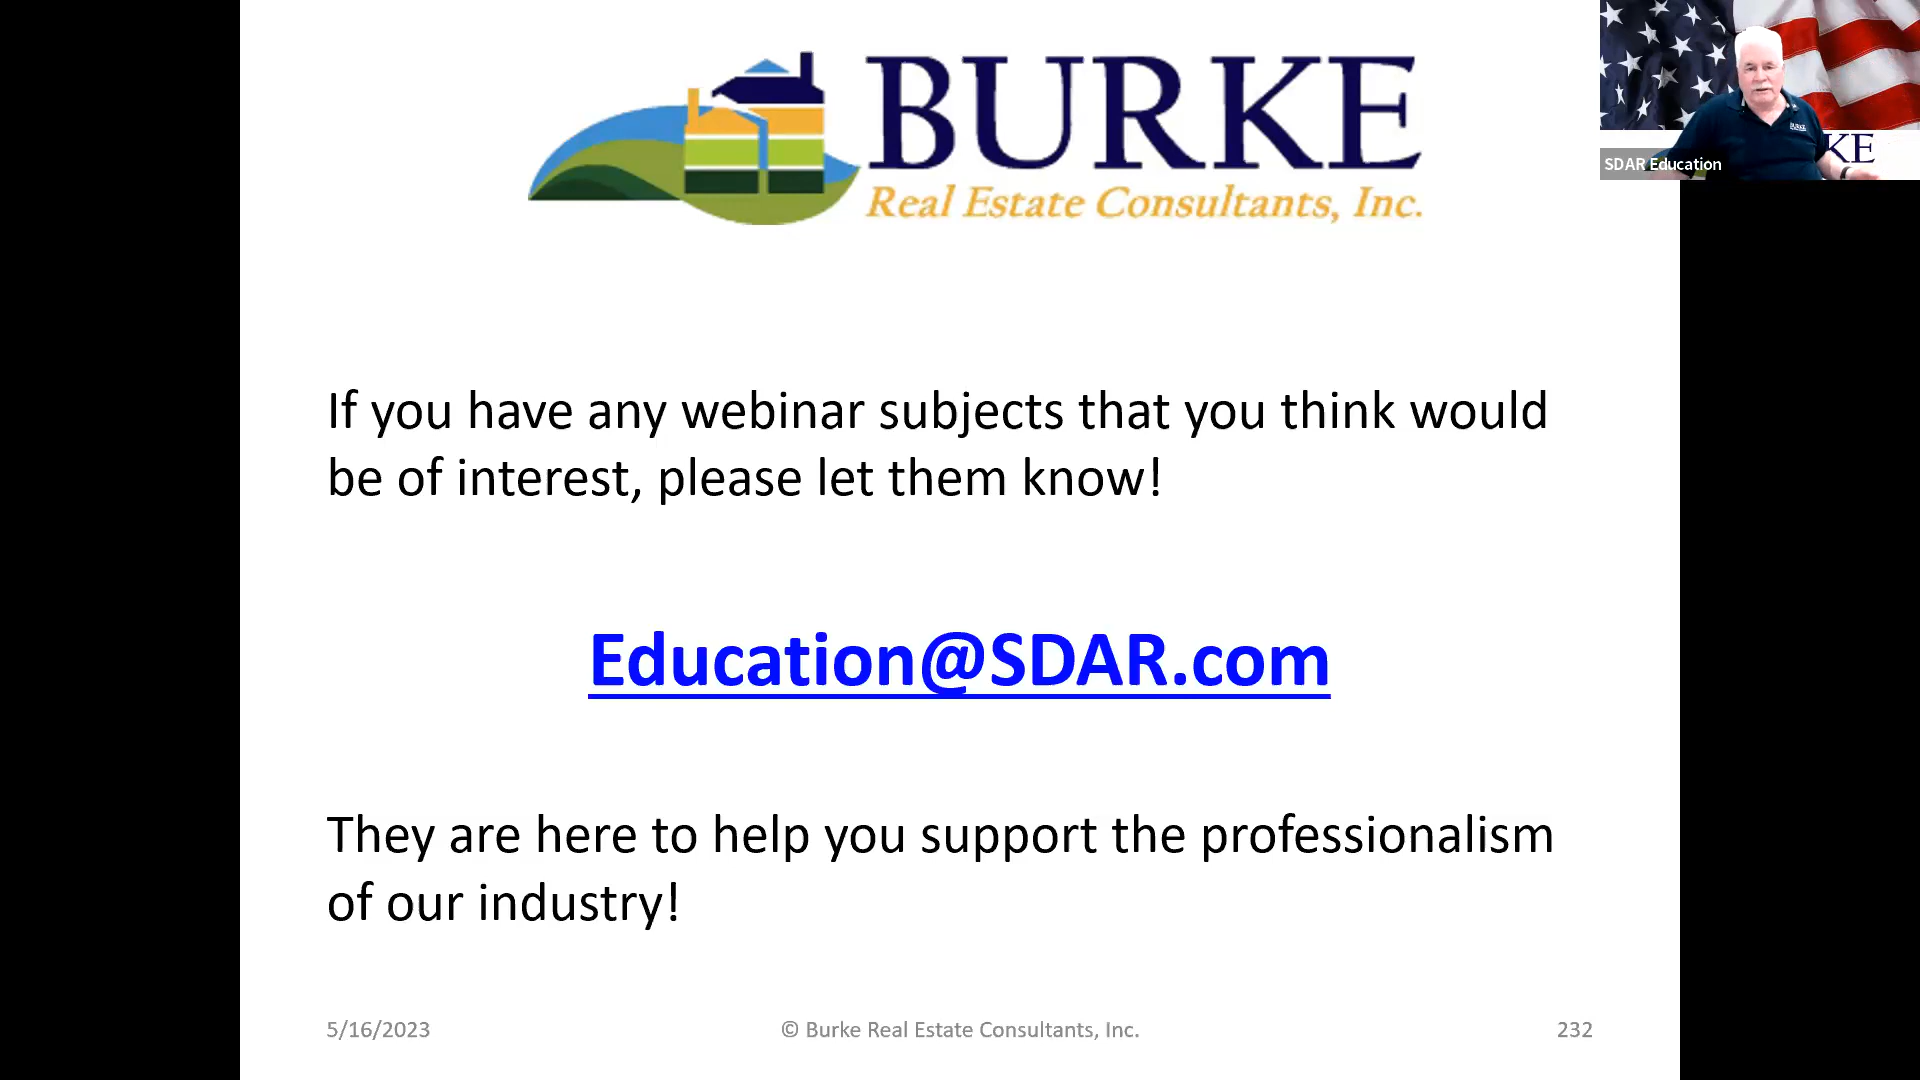 BURKE
Real Estate Consultants, Inc.
BURKE
KE
SDAR Education
If you have any webinar subjects that you think would
be of interest, please let them know!
Education@SDAR.com
They are here to help you support the professionalism
of our industry!
5/16/2023
© Burke Real Estate Consultants, Inc.
232